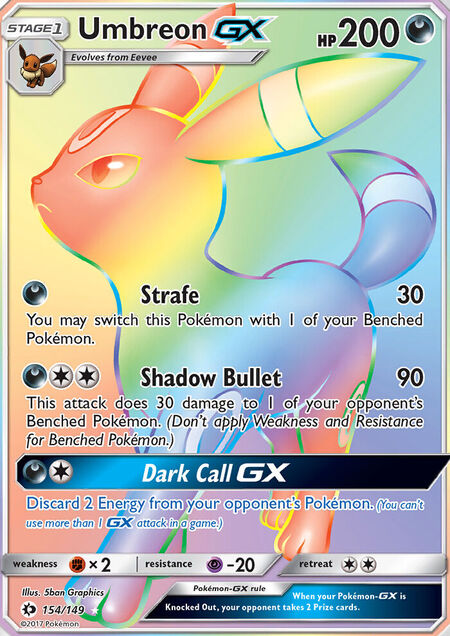 STAGE 1 Umbreon GX HP 200
Evolves from Eevee
Strafe 30
You may switch this Pokémon with 1 of your Benched
Pokémon.
Shadow Bullet 90
This attack does 30 damage to 1 of your opponent's
Benched Pokémon. (Don't apply Weakness and Resistance
for Benched Pokémon.)
Dark Call GX
Discard 2 Energy from your opponent's Pokémon. (You can't
use more than 1 GX attack in a game.)
weakness × 2 resistance -20 retreat
Illus. 5ban Graphics
154/149
©2017 Pokémon
Pokémon-GX rule
When your Pokémon-GX is
Knocked Out, your opponent takes 2 Prize cards.